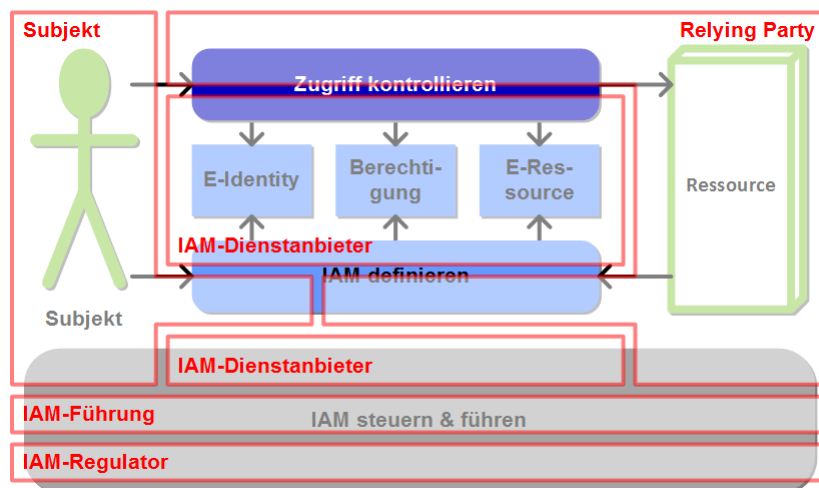 Subjekt
Relying Party
Zugriff kontrollieren
E-Identity
Berechti-
gung
E-Res-
source
Ressource
IAM-Dienstanbieter
IAM definieren
Subjekt
IAM-Dienstanbieter
IAM-Führung
IAM steuern & führen
IAM-Regulator